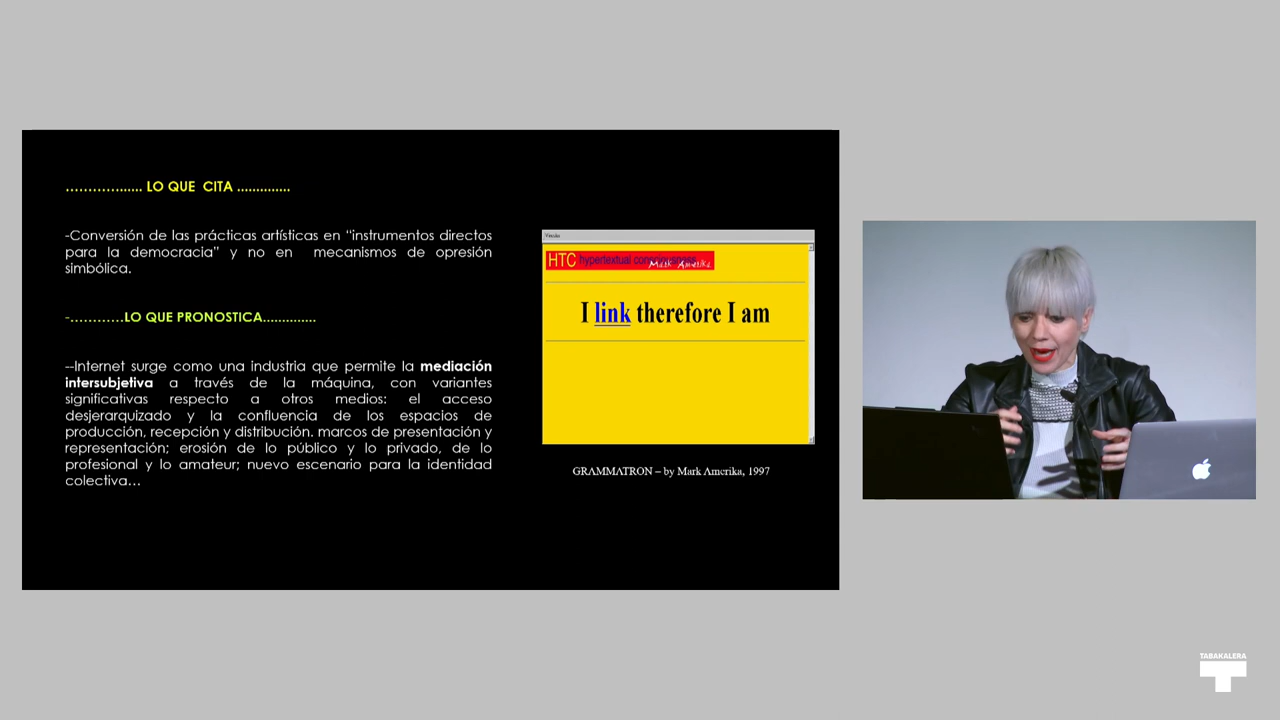 ................... LO QUE  CITA ..............
-Conversión de las prácticas artísticas en "instrumentos directos
para la democracia" y no en  mecanismos de opresión
simbólica.
-…………LO QUE PRONOSTICA..............
--Internet surge como una industria que permite la mediación
intersubjetiva a través de la máquina, con variantes
significativas respecto a otros medios: el acceso
desjerarquizado y la confluencia de los espacios de
producción, recepción y distribución. marcos de presentación y
representación; erosión de lo público y lo privado, de lo
profesional y lo amateur; nuevo escenario para la identidad
colectiva…
HTC hypertextual consciousness
Mark Amerika
I link therefore I am
GRAMMATRON – by Mark Amerika, 1997
TABAKALERA